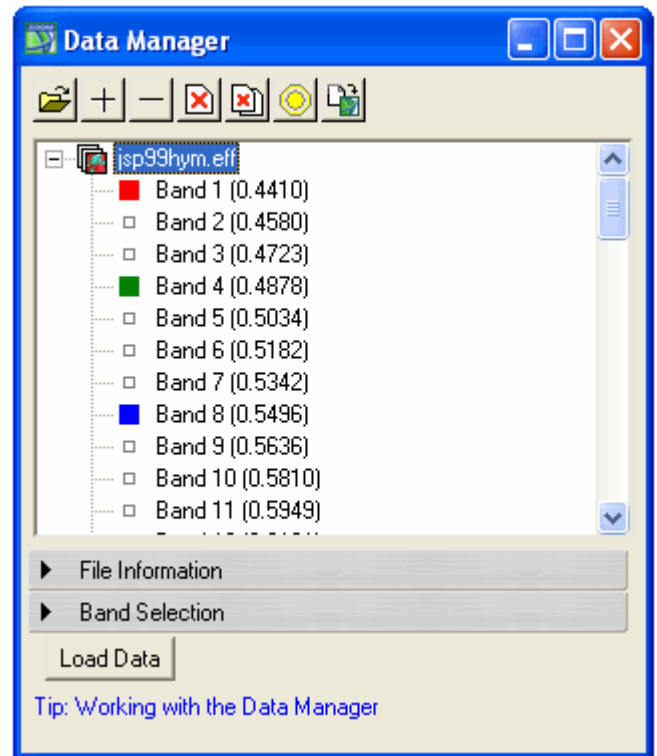 Data Manager
jsp99hym.eff
Band 1 (0.4410)
Band 2 (0.4580)
Band 3 (0.4723)
Band 4 (0.4878)
Band 5 (0.5034)
Band 6 (0.5182)
Band 7 (0.5342)
Band 8 (0.5496)
Band 9 (0.5636)
Band 10 (0.5810)
Band 11 (0.5949)
File Information
Band Selection
Load Data
Tip: Working with the Data Manager